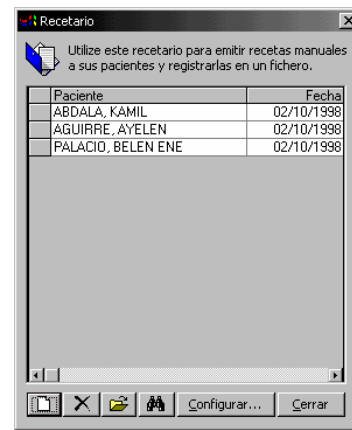 Recetario
Utilize este recetario para emitir recetas manuales
a sus pacientes y registrarlas en un fichero.
Paciente Fecha
ABDALA, KAMIL 02/10/1998
AGUIRRE, AYELEN 02/10/1998
PALACIO, BELEN ENE 02/10/1998
Configurar... Cerrar